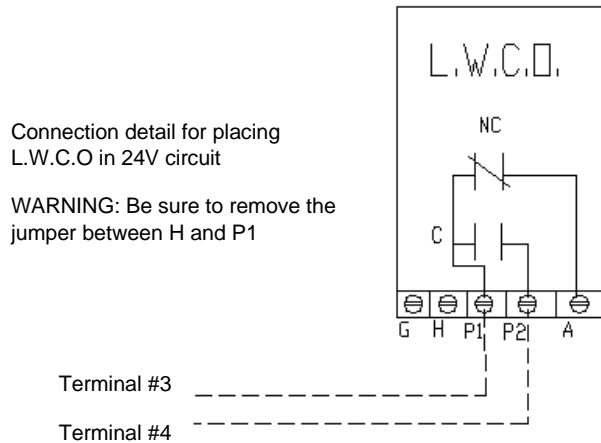 L.W.C.O.
Connection detail for placing
L.W.C.O in 24V circuit
WARNING: Be sure to remove the
jumper between H and P1
NC
C
G H P1 P2 A
Terminal #3
Terminal #4